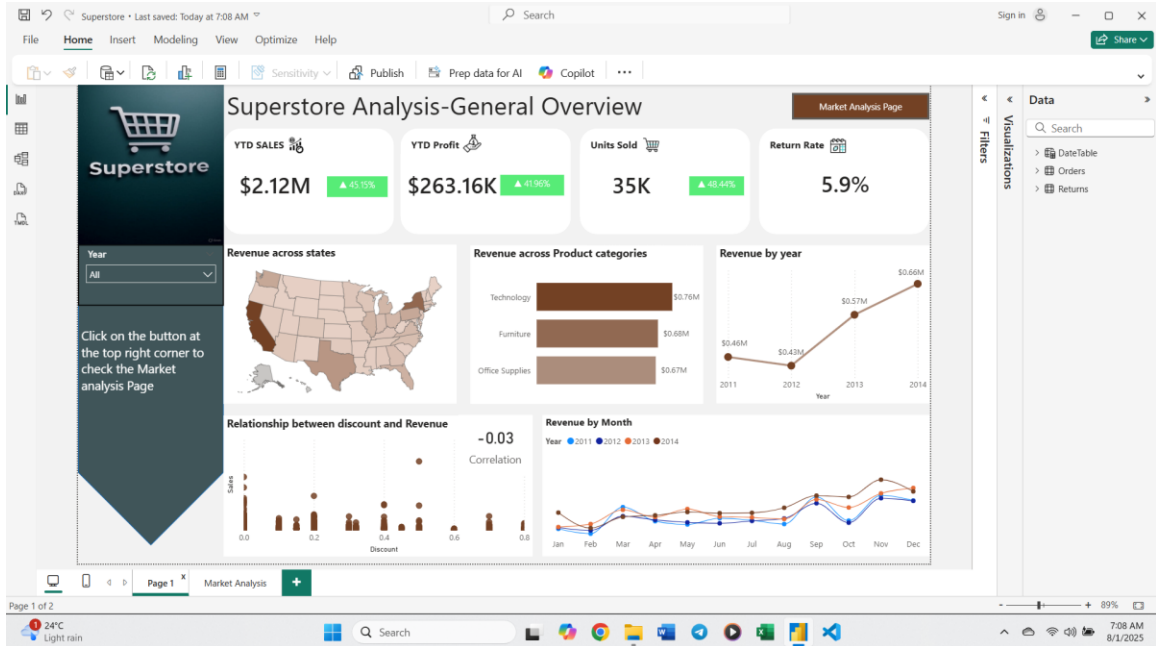 Superstore • Last saved: Today at 7:08 AM
Search
Sign in
File Home Insert Modeling View Optimize Help
Share
Sensitivity
Publish
Prep data for AI
Copilot
Superstore
Superstore Analysis-General Overview
Market Analysis Page
YTD SALES
$2.12M
▲ 45.15%
YTD Profit
$263.16K
▲ 41.96%
Units Sold
35K
▲ 48.44%
Return Rate
5.9%
Year
All
Click on the button at
the top right corner to
check the Market
analysis Page
Revenue across states
Revenue across Product categories
Technology
$0.76M
Furniture
$0.68M
Office Supplies
$0.67M
Revenue by year
$0.46M
$0.43M
$0.57M
$0.66M
2011 2012 2013 2014
Year
Relationship between discount and Revenue
-0.03
Correlation
Sales
0.0 0.2 0.4 0.6 0.8
Discount
Revenue by Month
Year 2011 2012 2013 2014
Jan Feb Mar Apr May Jun Jul Aug Sep Oct Nov Dec
Filters
Visualizations
Data
Search
DateTable
Orders
Returns
Page 1
Market Analysis
Page 1 of 2
89%
1
24°C
Light rain
Search
7:08 AM
8/1/2025